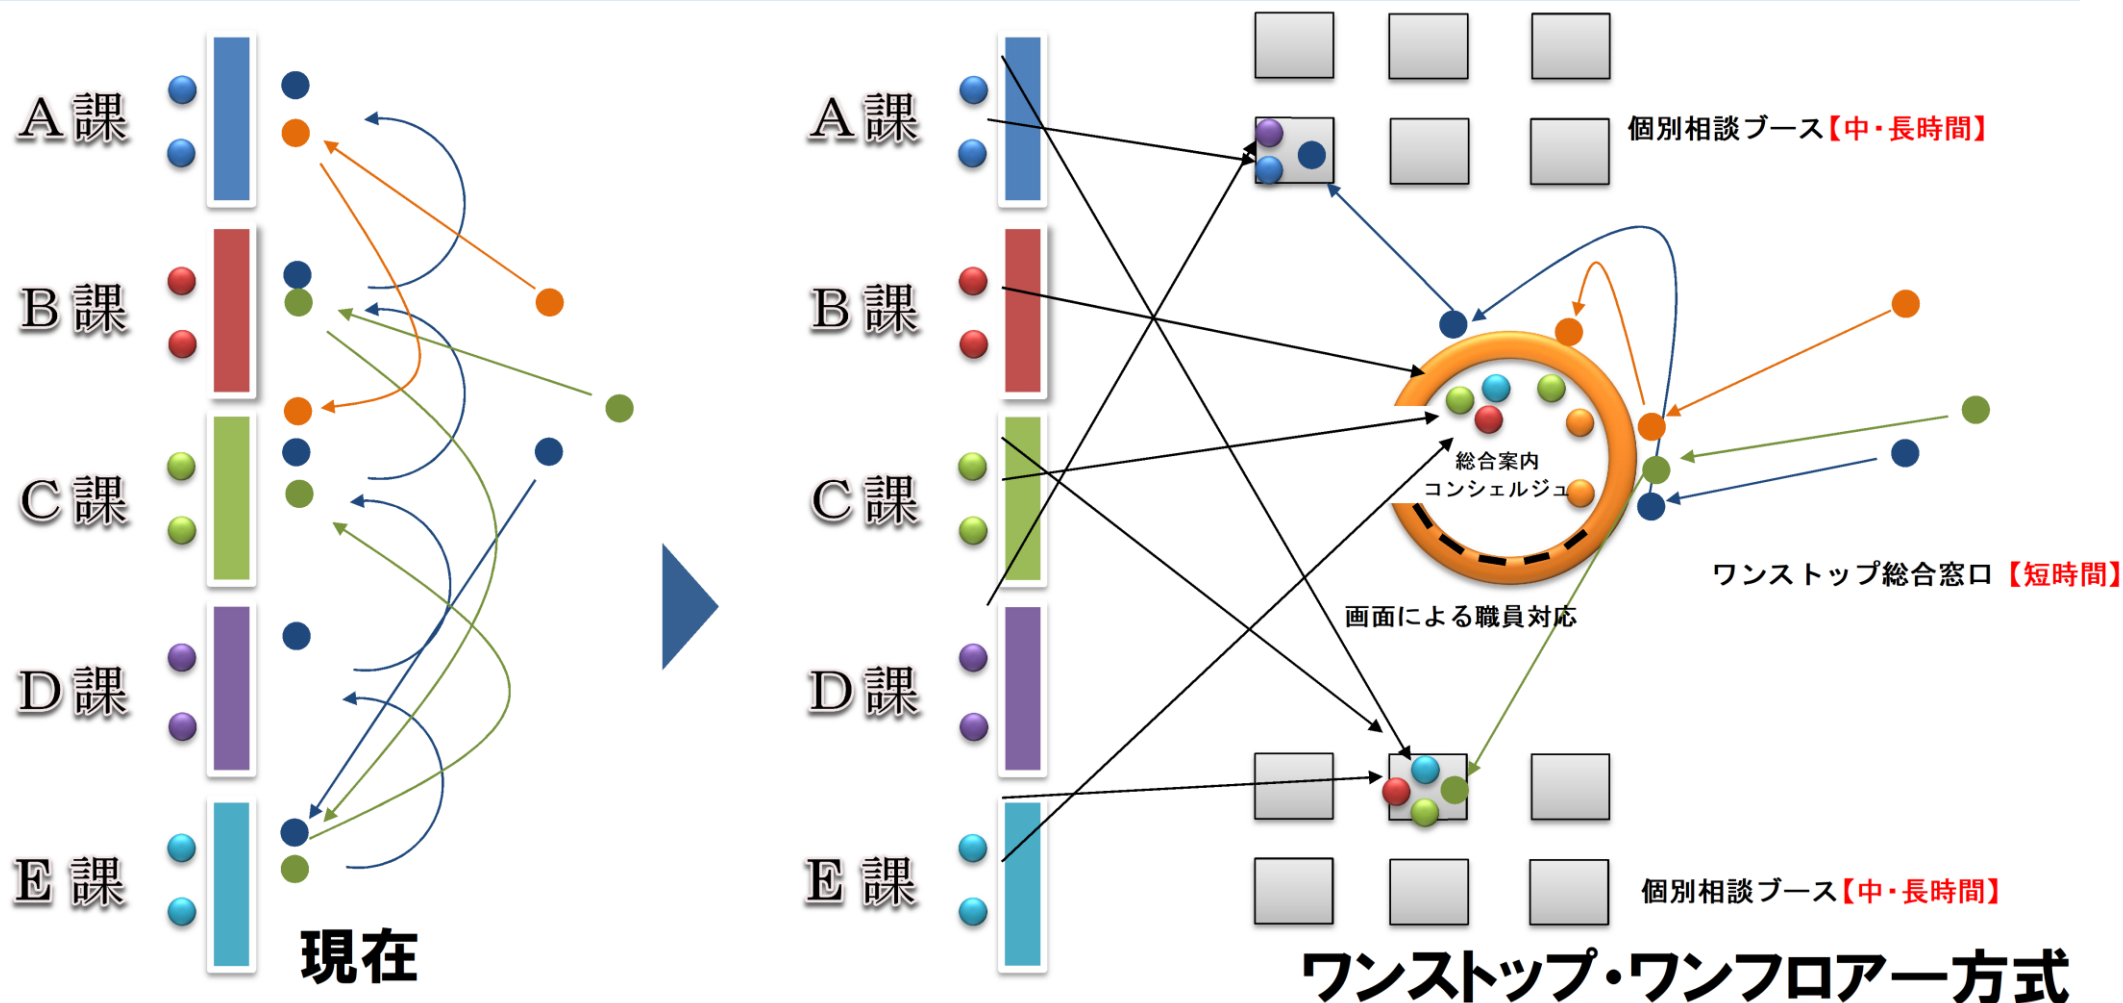 A課
B課
C課
D課
E課
現在
A課
B課
C課
D課
E課
個別相談ブース【中・長時間】
総合案内
コンシェルジュ
ワンストップ総合窓口【短時間】
画面による職員対応
個別相談ブース【中・長時間】
ワンストップ・ワンフロアー方式